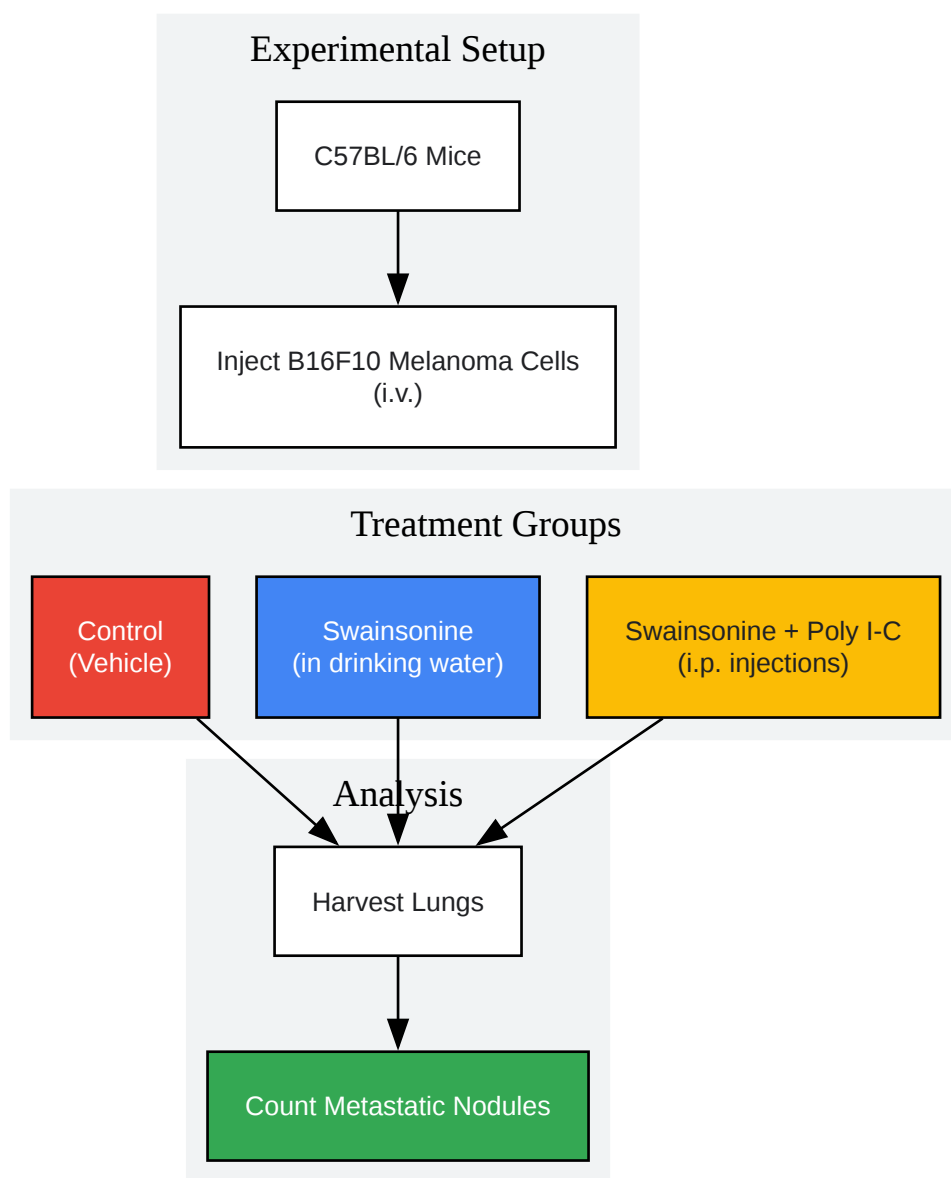 Experimental Setup
C57BL/6 Mice
Inject B16F10 Melanoma Cells
(i.v.)
Treatment Groups
Control
(Vehicle)
Swainsonine
(in drinking water)
Swainsonine + Poly I-C
(i.p. injections)
Analysis
Harvest Lungs
Count Metastatic Nodules